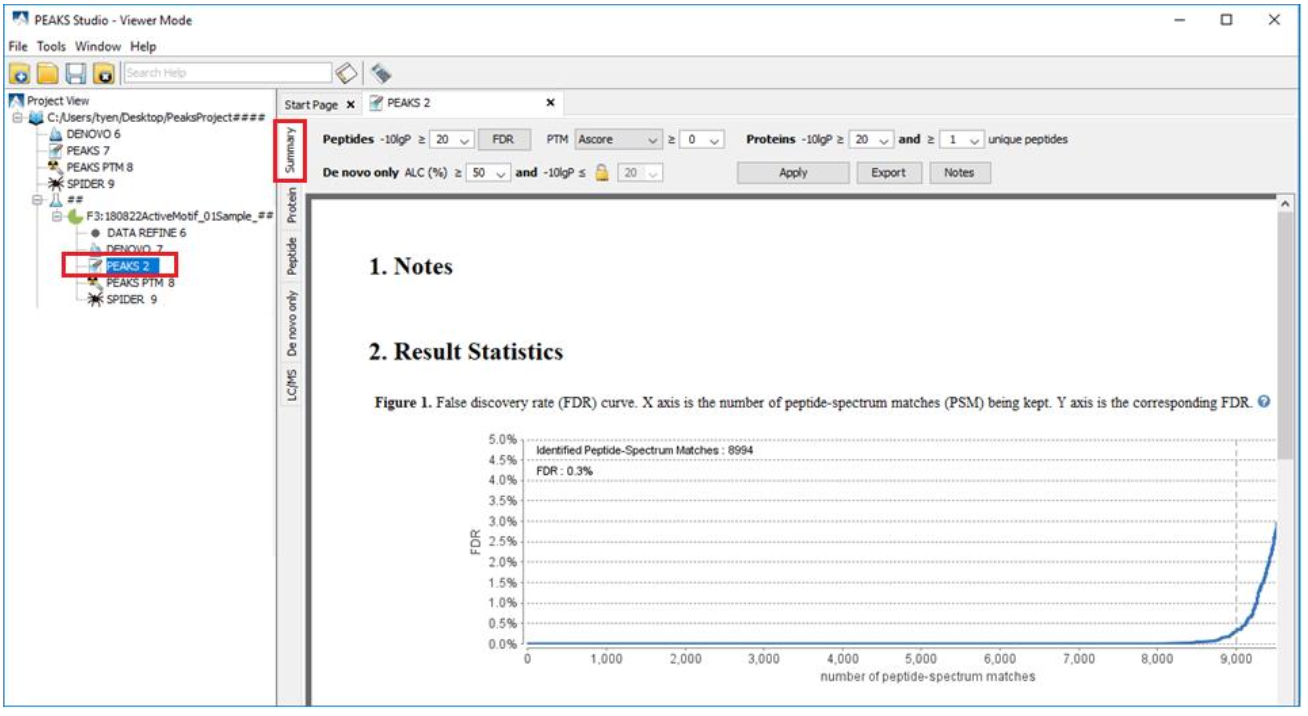 PEAKS Studio - Viewer Mode
File Tools Window Help
Search Help
Project View
C:/Users/tyen/Desktop/PeaksProject####
DENOVO 6
PEAKS 7
PEAKS PTM 8
SPIDER 9
##
F3:180822ActiveMotif_01Sample_##
DATA REFINE 6
DENOVO 7
PEAKS 2
PEAKS PTM 8
SPIDER 9
Start Page PEAKS 2
Summary
Protein
Peptide
De novo only
LC/MS
Peptides -10lgP ≥ 20 FDR PTM Ascore ≥ 0 Proteins -10lgP ≥ 20 and ≥ 1 unique peptides
De novo only ALC (%) ≥ 50 and -10lgP ≤ 20 Apply Export Notes
1. Notes
2. Result Statistics
Figure 1. False discovery rate (FDR) curve. X axis is the number of peptide-spectrum matches (PSM) being kept. Y axis is the corresponding FDR.
Identified Peptide-Spectrum Matches : 8994
FDR : 0.3%
5.0%
4.5%
4.0%
3.5%
3.0%
2.5%
2.0%
1.5%
1.0%
0.5%
0.0%
FDR
0 1,000 2,000 3,000 4,000 5,000 6,000 7,000 8,000 9,000
number of peptide-spectrum matches